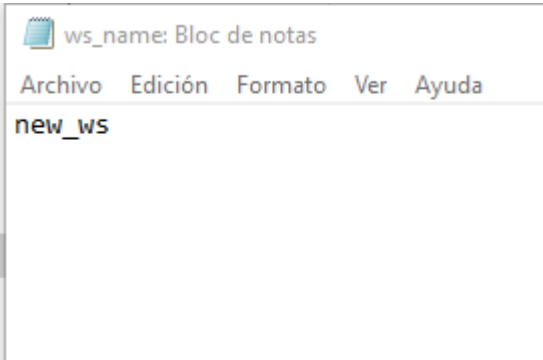 ws_name: Bloc de notas
Archivo Edición Formato Ver Ayuda
new_ws